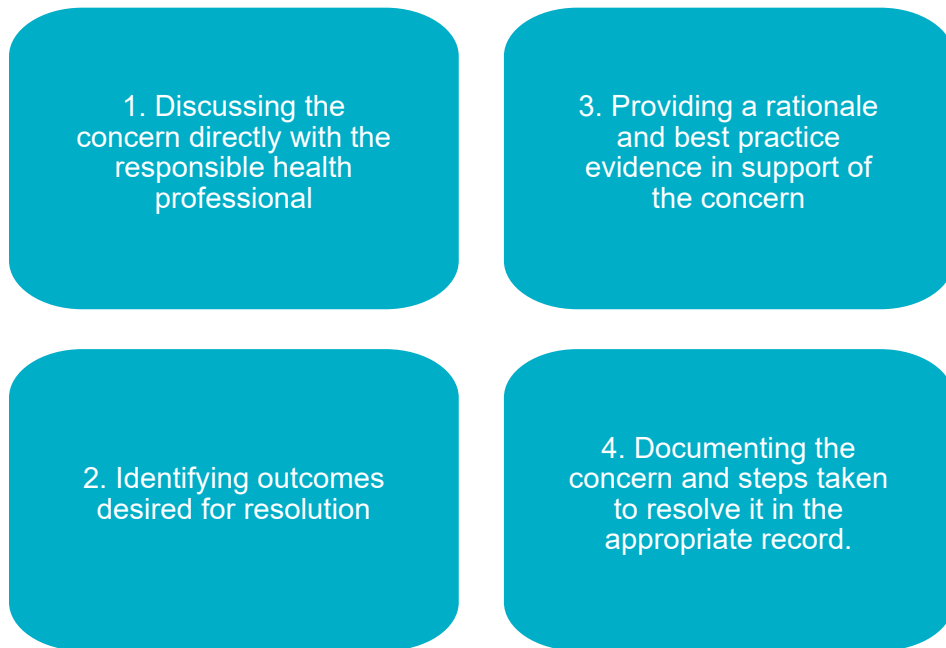 1. Discussing the
concern directly with the
responsible health
professional
2. Identifying outcomes
desired for resolution
3. Providing a rationale
and best practice
evidence in support of
the concern
4. Documenting the
concern and steps taken
to resolve it in the
appropriate record.